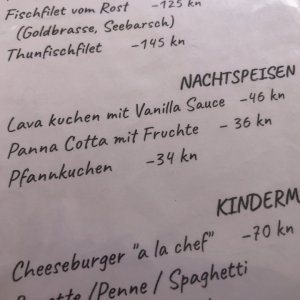 Fischfilet vom Rost -125 kn
(Goldbrasse, Seebarsch)
Thunfischfilet -145 kn
NACHTSPEISEN
Lava kuchen mit Vanilla Sauce -46 kn
Panna Cotta mit Fruchte - 36 kn
Pfannkuchen -34 kn
KINDERM
Cheeseburger "a la chef" -70 kn
/Penne / Spaghetti